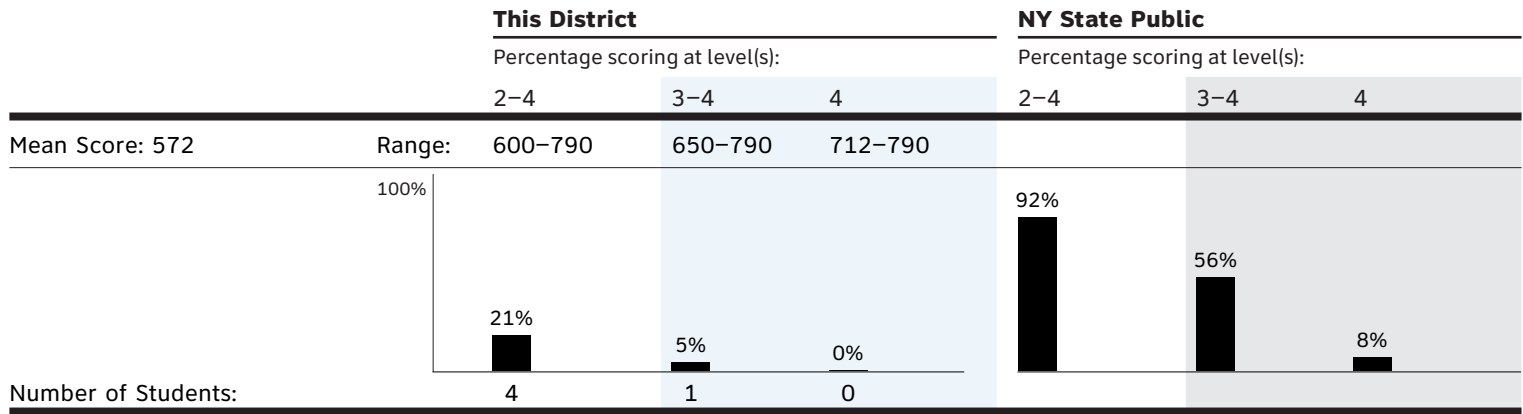 This District NY State Public
Percentage scoring at level(s): Percentage scoring at level(s):
2–4 3–4 4 2–4 3–4 4
Mean Score: 572 Range: 600–790 650–790 712–790
100%
92%
56%
21%
5%
0%
8%
Number of Students: 4 1 0